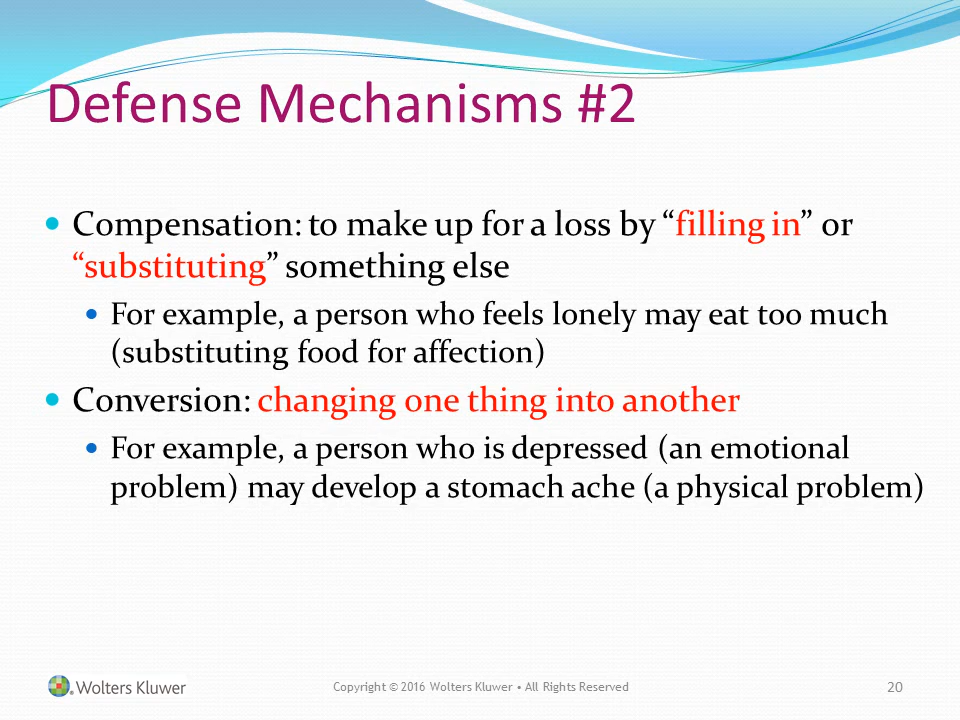 Defense Mechanisms #2
Compensation: to make up for a loss by “filling in” or
“substituting” something else
For example, a person who feels lonely may eat too much
(substituting food for affection)
Conversion: changing one thing into another
For example, a person who is depressed (an emotional
problem) may develop a stomach ache (a physical problem)
Wolters Kluwer
Copyright © 2016 Wolters Kluwer • All Rights Reserved
20